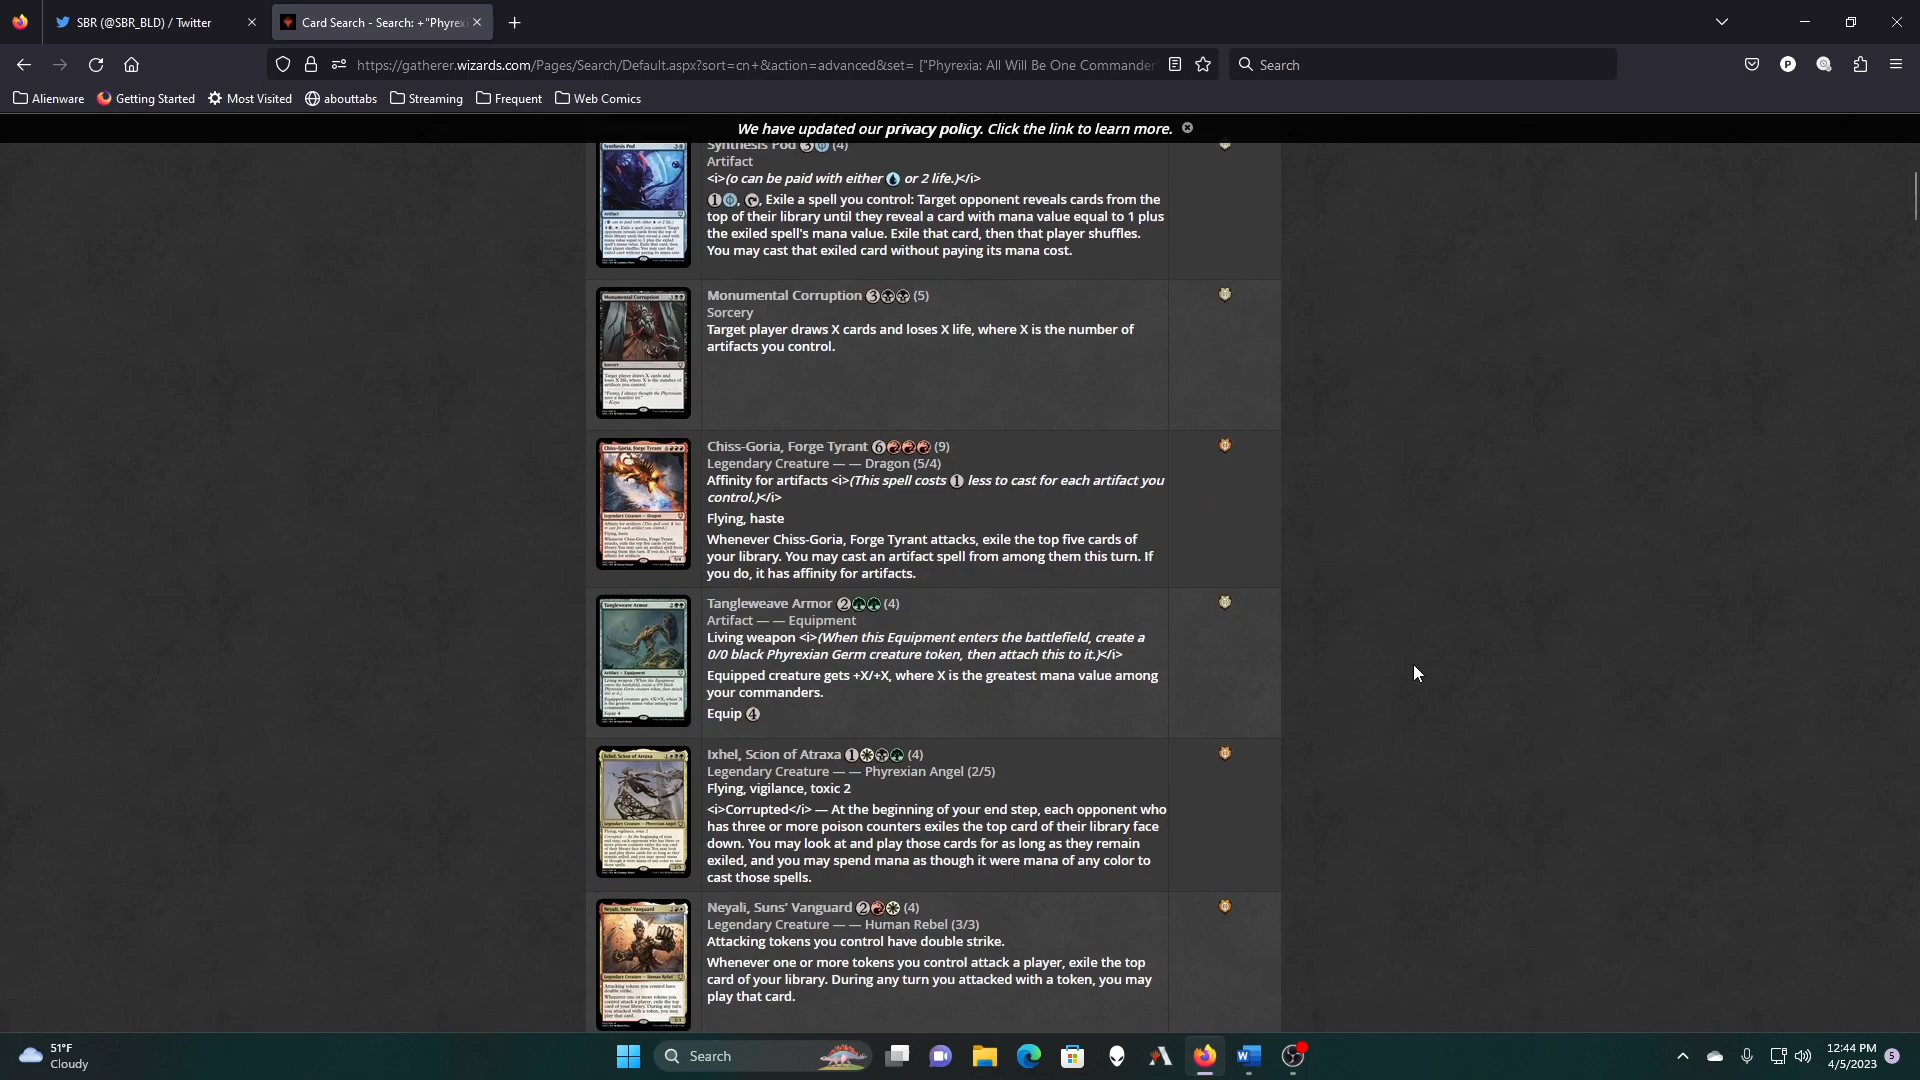 SBR (@SBR_BLD) / Twitter
Card Search - Search: +"Phyrexi
https://gatherer.wizards.com/Pages/Search/Default.aspx?sort=cn+&action=advanced&set= ["Phyrexia: All Will Be One Commander"
Search
Alienware Getting Started Most Visited abouttabs Streaming Frequent Web Comics
We have updated our privacy policy. Click the link to learn more.
Synthesis Pod 3 (4)
Artifact
<i>(o can be paid with either or 2 life.)</i>
1, , Exile a spell you control: Target opponent reveals cards from the
top of their library until they reveal a card with mana value equal to 1 plus
the exiled spell's mana value. Exile that card, then that player shuffles.
You may cast that exiled card without paying its mana cost.
Monumental Corruption 3 (5)
Sorcery
Target player draws X cards and loses X life, where X is the number of
artifacts you control.
Chiss-Goria, Forge Tyrant 6 (9)
Legendary Creature — — Dragon (5/4)
Affinity for artifacts <i>(This spell costs 1 less to cast for each artifact you
control.)</i>
Flying, haste
Whenever Chiss-Goria, Forge Tyrant attacks, exile the top five cards of
your library. You may cast an artifact spell from among them this turn. If
you do, it has affinity for artifacts.
Tangleweave Armor 2 (4)
Artifact — — Equipment
Living weapon <i>(When this Equipment enters the battlefield, create a
0/0 black Phyrexian Germ creature token, then attach this to it.)</i>
Equipped creature gets +X/+X, where X is the greatest mana value among
your commanders.
Equip 4
Ixhel, Scion of Atraxa 1 (4)
Legendary Creature — — Phyrexian Angel (2/5)
Flying, vigilance, toxic 2
<i>Corrupted</i> — At the beginning of your end step, each opponent who
has three or more poison counters exiles the top card of their library face
down. You may look at and play those cards for as long as they remain
exiled, and you may spend mana as though it were mana of any color to
cast those spells.
Neyali, Suns' Vanguard 2 (4)
Legendary Creature — — Human Rebel (3/3)
Attacking tokens you control have double strike.
Whenever one or more tokens you control attack a player, exile the top
card of your library. During any turn you attacked with a token, you may
play that card.
51°F
Cloudy
Search
12:44 PM
4/5/2023
5